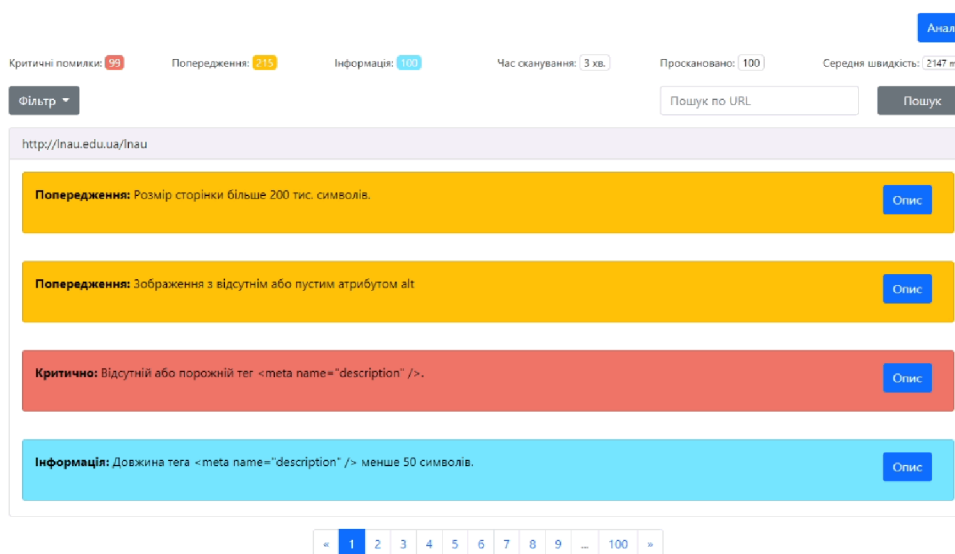 Анал
Критичні помилки: 99 Попередження: 215 Інформація: 100 Час сканування: 3 хв. Проскановано: 100 Середня швидкість: 2147 m
Фільтр Пошук по URL Пошук
http://lnau.edu.ua/lnau
Попередження: Розмір сторінки більше 200 тис. символів. Опис
Попередження: Зображення з відсутнім або пустим атрибутом alt Опис
Критично: Відсутній або порожній тег <meta name="description" />. Опис
Інформація: Довжина тега <meta name="description" /> менше 50 символів. Опис
« 1 2 3 4 5 6 7 8 9 ... 100 »